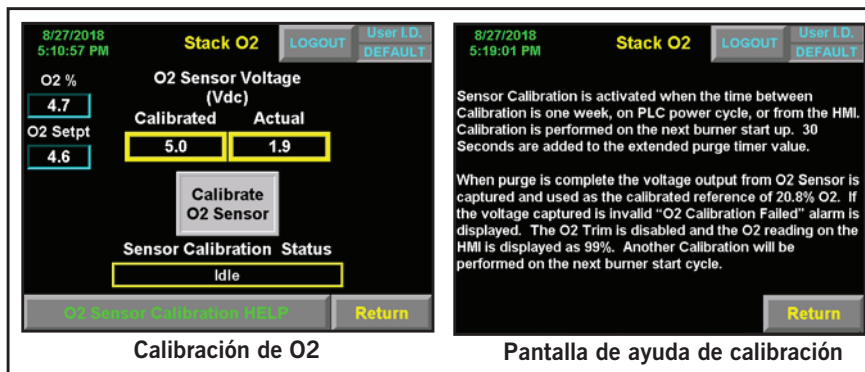 8/27/2018
5:10:57 PM
Stack O2
LOGOUT
User I.D.
DEFAULT
O2 %
4.7
O2 Setpt
4.6
O2 Sensor Voltage
(Vdc)
Calibrated
Actual
5.0
1.9
Calibrate
O2 Sensor
Sensor Calibration Status
Idle
O2 Sensor Calibration HELP
Return
Calibración de O2
8/27/2018
5:19:01 PM
Stack O2
LOGOUT
User I.D.
DEFAULT
Sensor Calibration is activated when the time between
Calibration is one week, on PLC power cycle, or from the HMI.
Calibration is performed on the next burner start up. 30
Seconds are added to the extended purge timer value.
When purge is complete the voltage output from O2 Sensor is
captured and used as the calibrated reference of 20.8% O2. If
the voltage captured is invalid “O2 Calibration Failed” alarm is
displayed. The O2 Trim is disabled and the O2 reading on the
HMI is displayed as 99%. Another Calibration will be
performed on the next burner start cycle.
Return
Pantalla de ayuda de calibración